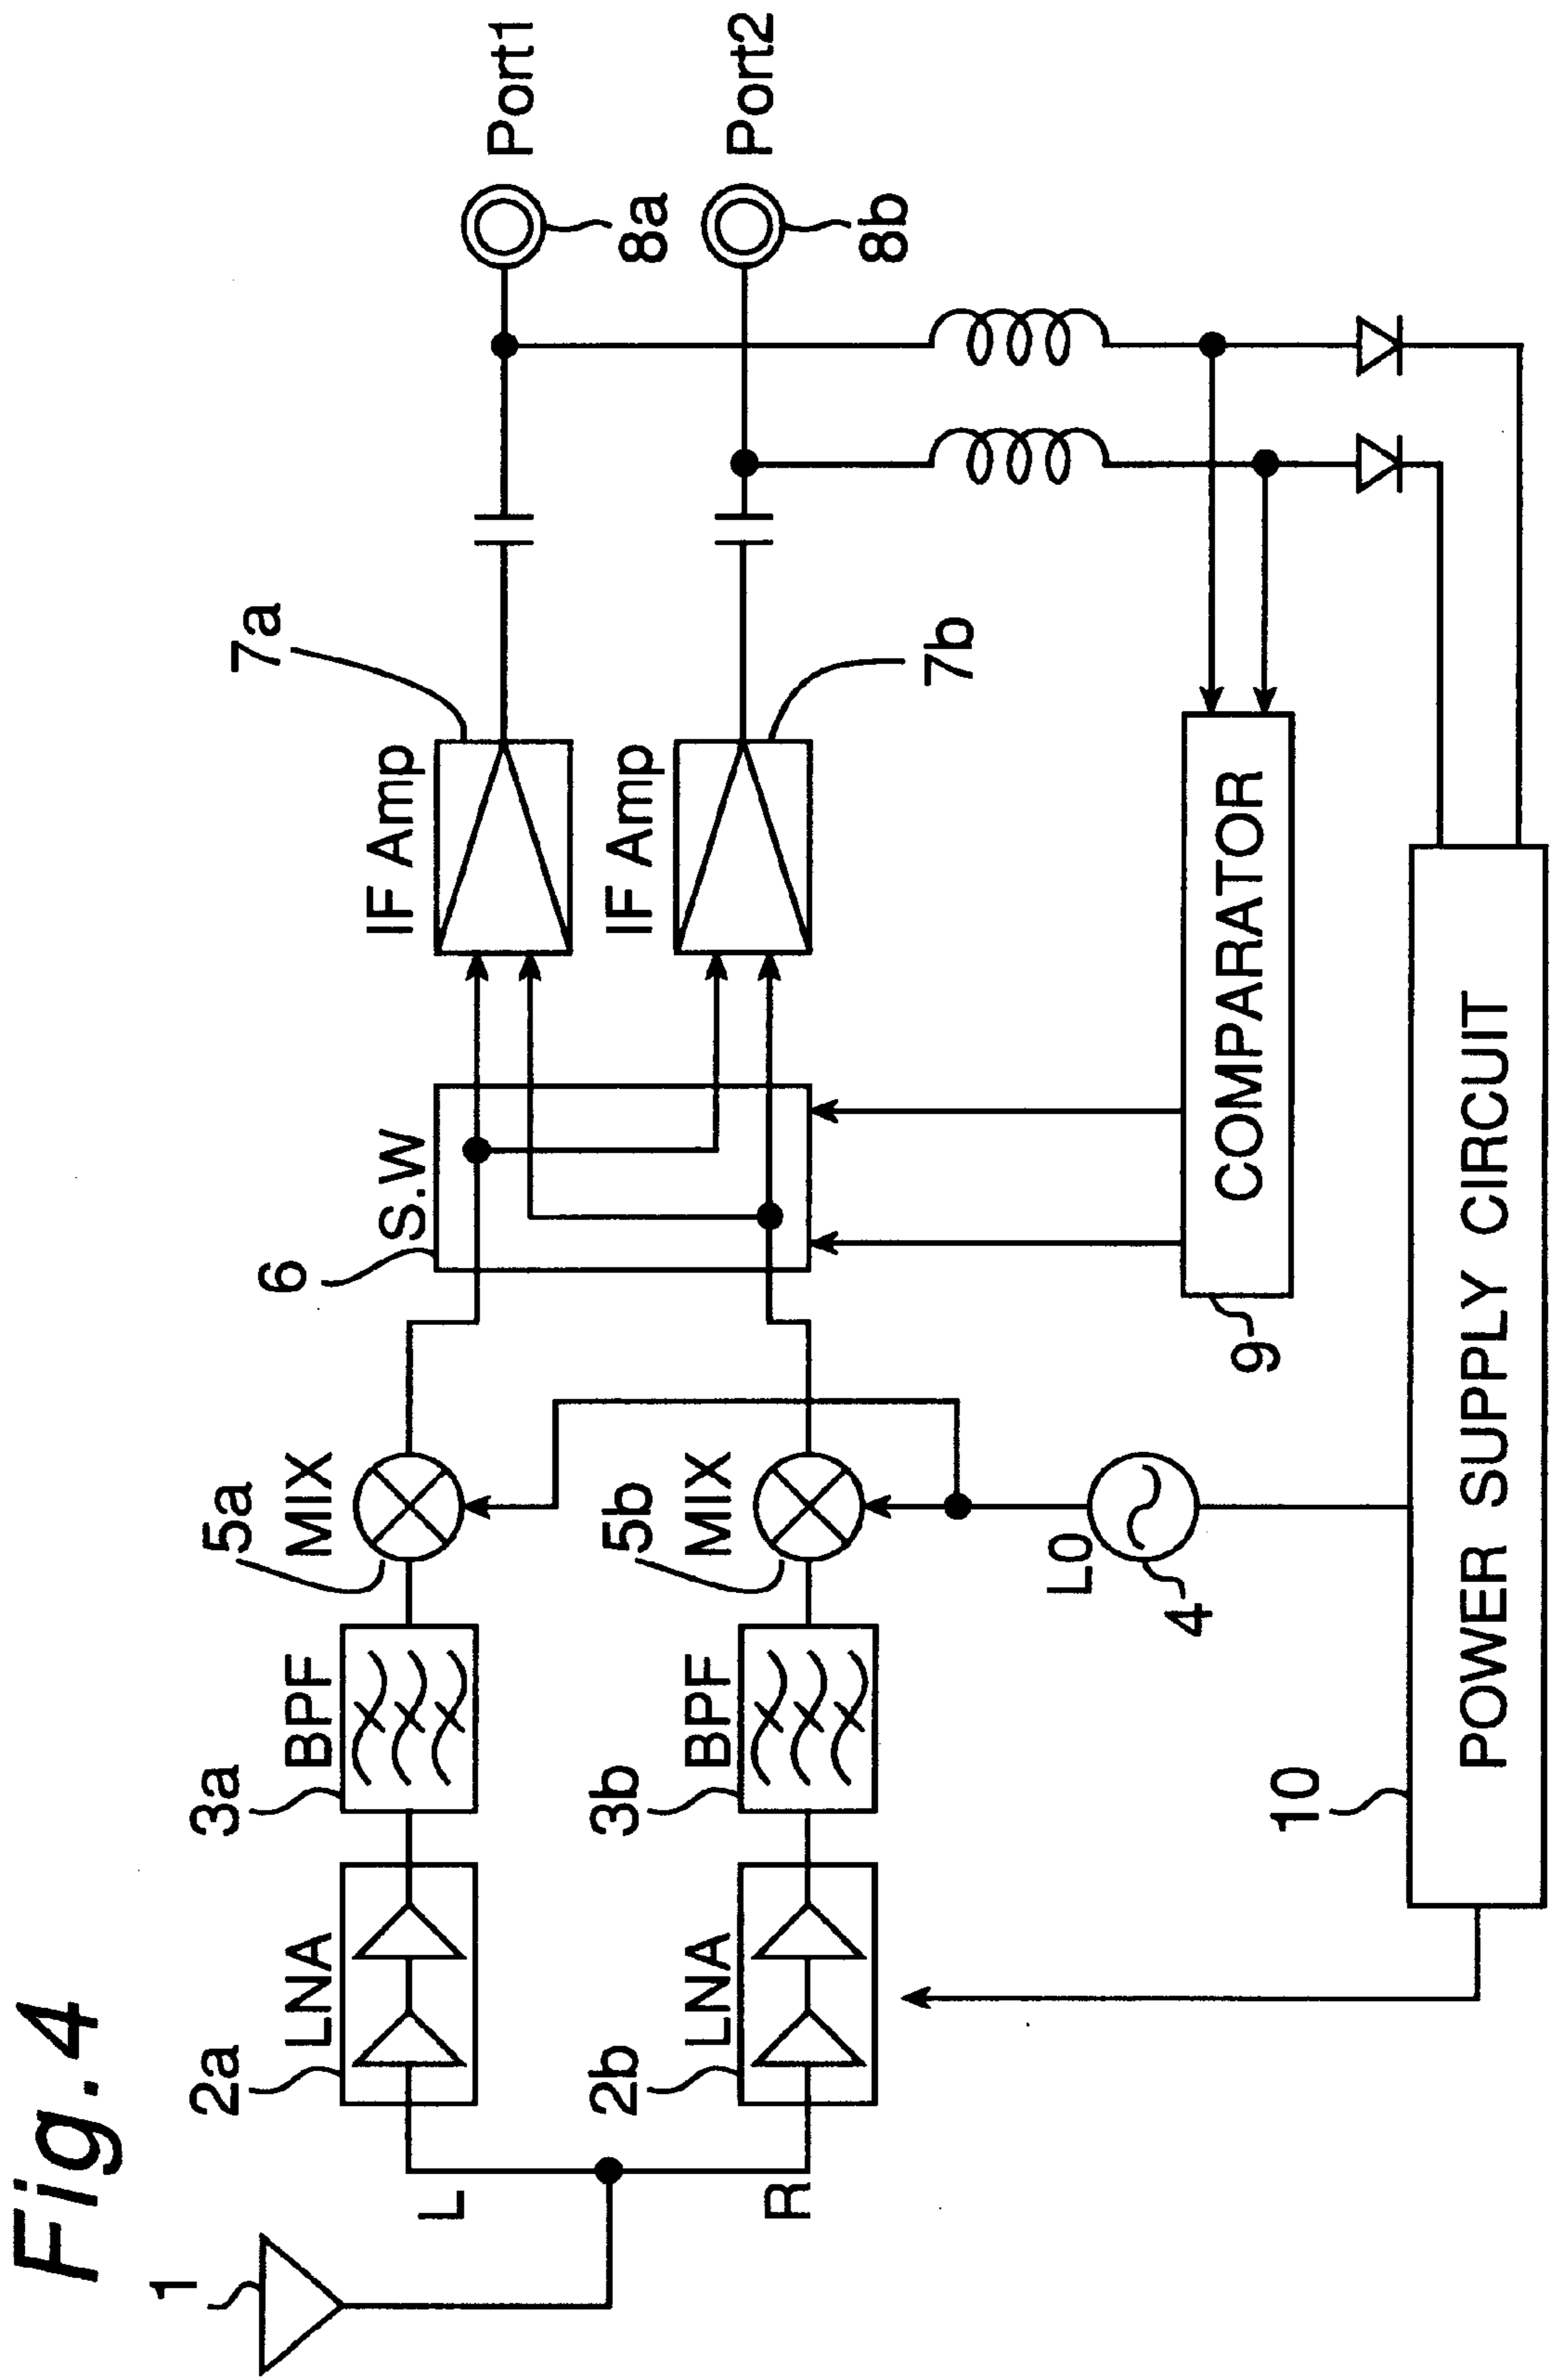 Fig. 4
1
L
R
2a
LNA
3a
BPF
5a
MIX
6
S.W
7a
IF Amp
Port1
8a
2b
LNA
3b
BPF
5b
MIX
IF Amp
7b
Port2
8b
LO
4
9
COMPARATOR
10
POWER SUPPLY CIRCUIT